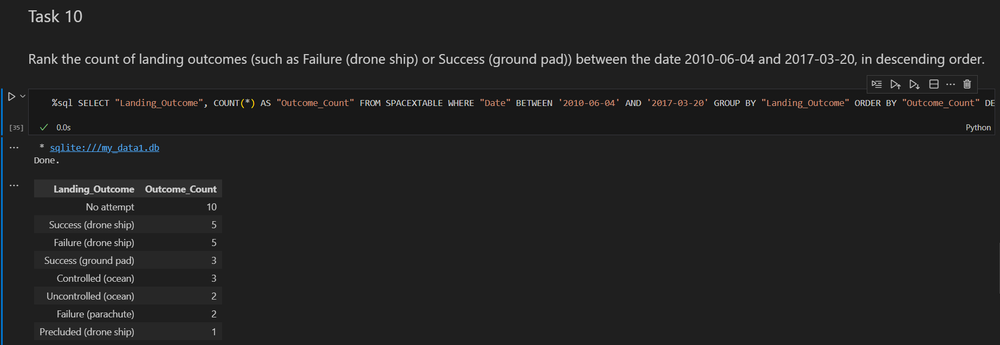 Task 10
Rank the count of landing outcomes (such as Failure (drone ship) or Success (ground pad)) between the date 2010-06-04 and 2017-03-20, in descending order.
%sql SELECT "Landing_Outcome", COUNT(*) AS "Outcome_Count" FROM SPACEXTABLE WHERE "Date" BETWEEN '2010-06-04' AND '2017-03-20' GROUP BY "Landing_Outcome" ORDER BY "Outcome_Count" DE
[35] 0.0s Python
* sqlite:///my_data1.db
Done.
Landing_Outcome Outcome_Count
No attempt 10
Success (drone ship) 5
Failure (drone ship) 5
Success (ground pad) 3
Controlled (ocean) 3
Uncontrolled (ocean) 2
Failure (parachute) 2
Precluded (drone ship) 1